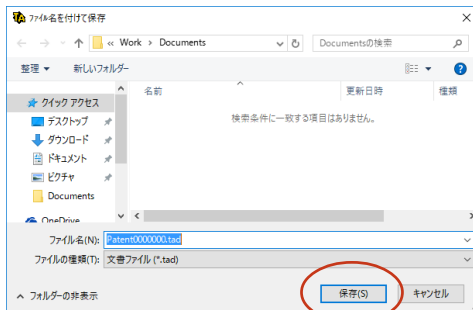 ファイル名を付けて保存
« Work > Documents
Documentsの検索
整理 新しいフォルダー
名前 更新日時 種類
クイック アクセス
検索条件に一致する項目はありません。
デスクトップ
ダウンロード
ドキュメント
ピクチャ
Documents
OneDrive
ファイル名(N): Patent0000000.tad
ファイルの種類(T): 文書ファイル (*.tad)
フォルダーの非表示 保存(S) キャンセル